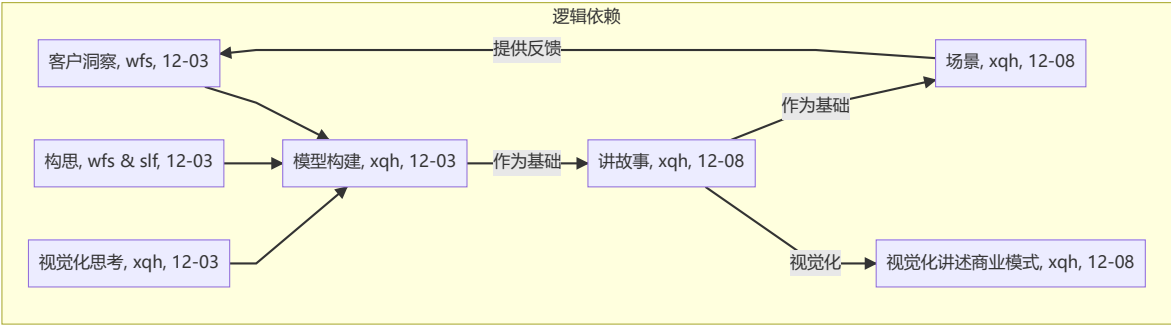 逻辑依赖
客户洞察, wfs, 12-03
提供反馈
场景, xqh, 12-08
作为基础
构思, wfs & slf, 12-03
模型构建, xqh, 12-03
作为基础
讲故事, xqh, 12-08
视觉化思考, xqh, 12-03
视觉化
视觉化讲述商业模式, xqh, 12-08